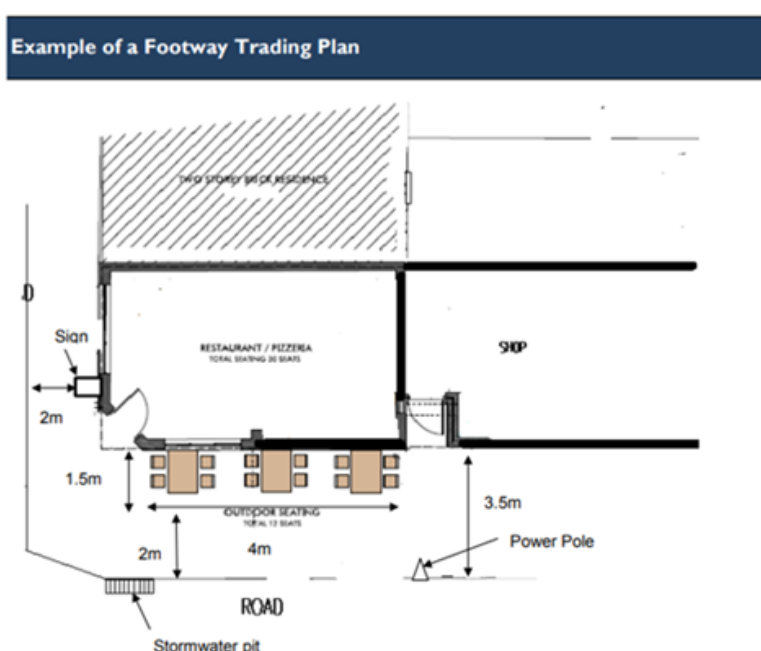 Example of a Footway Trading Plan
TWO STOREY BRICK RESIDENCE
D
Sign
RESTAURANT / PIZZERIA
TOTAL SEATING 30 SEATS
SHOP
2m
1.5m
3.5m
OUTDOOR SEATING
TOTAL 12 SEATS
2m
4m
Power Pole
ROAD
Stormwater pit